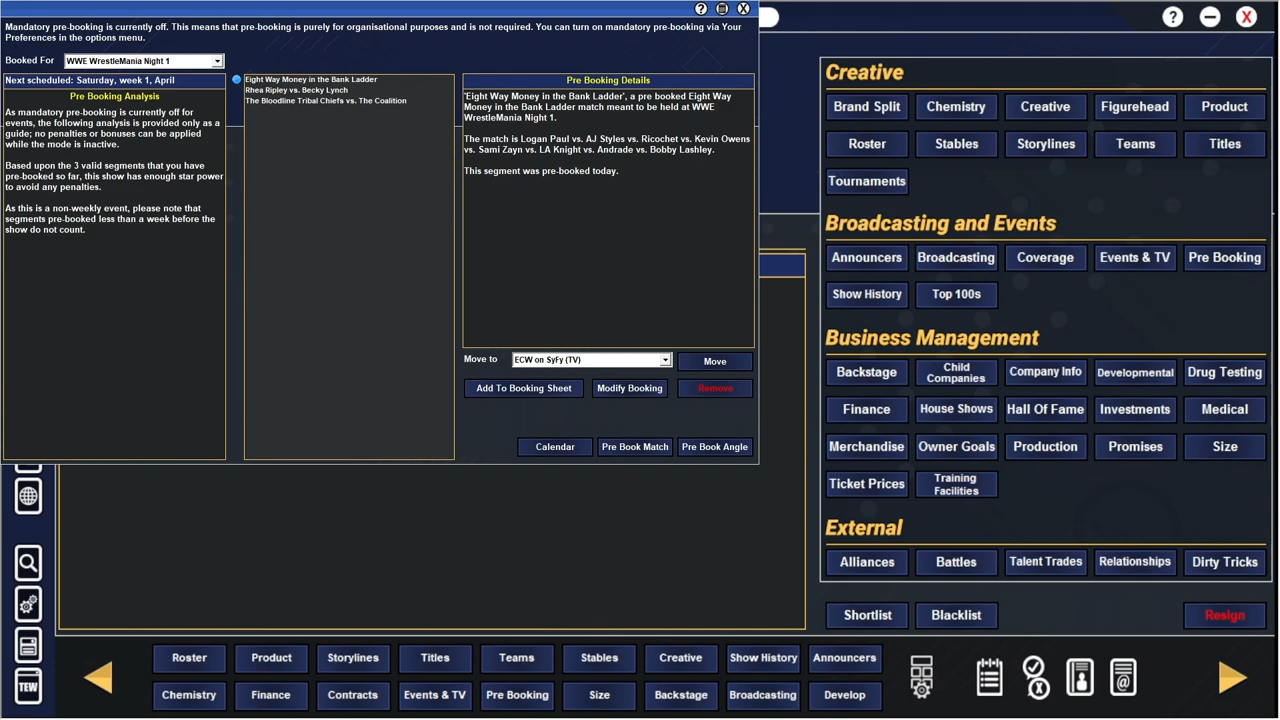 Mandatory pre-booking is currently off. This means that pre-booking is purely for organisational purposes and is not required. You can turn on mandatory pre-booking via Your
Preferences in the options menu.
Booked For
WWE WrestleMania Night 1
Next scheduled: Saturday, week 1, April
Pre Booking Analysis
As mandatory pre-booking is currently off for
events, the following analysis is provided only as a
guide; no penalties or bonuses can be applied
while the mode is inactive.
Based upon the 3 valid segments that you have
pre-booked so far, this show has enough star power
to avoid any penalties.
As this is a non-weekly event, please note that
segments pre-booked less than a week before the
show do not count.
Eight Way Money in the Bank Ladder
Rhea Ripley vs. Becky Lynch
The Bloodline Tribal Chiefs vs. The Coalition
Pre Booking Details
'Eight Way Money in the Bank Ladder', a pre booked Eight Way
Money in the Bank Ladder match meant to be held at WWE
WrestleMania Night 1.
The match is Logan Paul vs. AJ Styles vs. Ricochet vs. Kevin Owens
vs. Sami Zayn vs. LA Knight vs. Andrade vs. Bobby Lashley.
This segment was pre-booked today.
Move to
ECW on SyFy (TV)
Move
Add To Booking Sheet
Modify Booking
Remove
Calendar
Pre Book Match
Pre Book Angle
Creative
Brand Split
Chemistry
Creative
Figurehead
Product
Roster
Stables
Storylines
Teams
Titles
Tournaments
Broadcasting and Events
Announcers
Broadcasting
Coverage
Events & TV
Pre Booking
Show History
Top 100s
Business Management
Backstage
Child
Companies
Company Info
Developmental
Drug Testing
Finance
House Shows
Hall Of Fame
Investments
Medical
Merchandise
Owner Goals
Production
Promises
Size
Ticket Prices
Training
Facilities
External
Alliances
Battles
Talent Trades
Relationships
Dirty Tricks
Shortlist
Blacklist
Resign
TEW
Roster
Product
Storylines
Titles
Teams
Stables
Creative
Show History
Announcers
Chemistry
Finance
Contracts
Events & TV
Pre Booking
Size
Backstage
Broadcasting
Develop